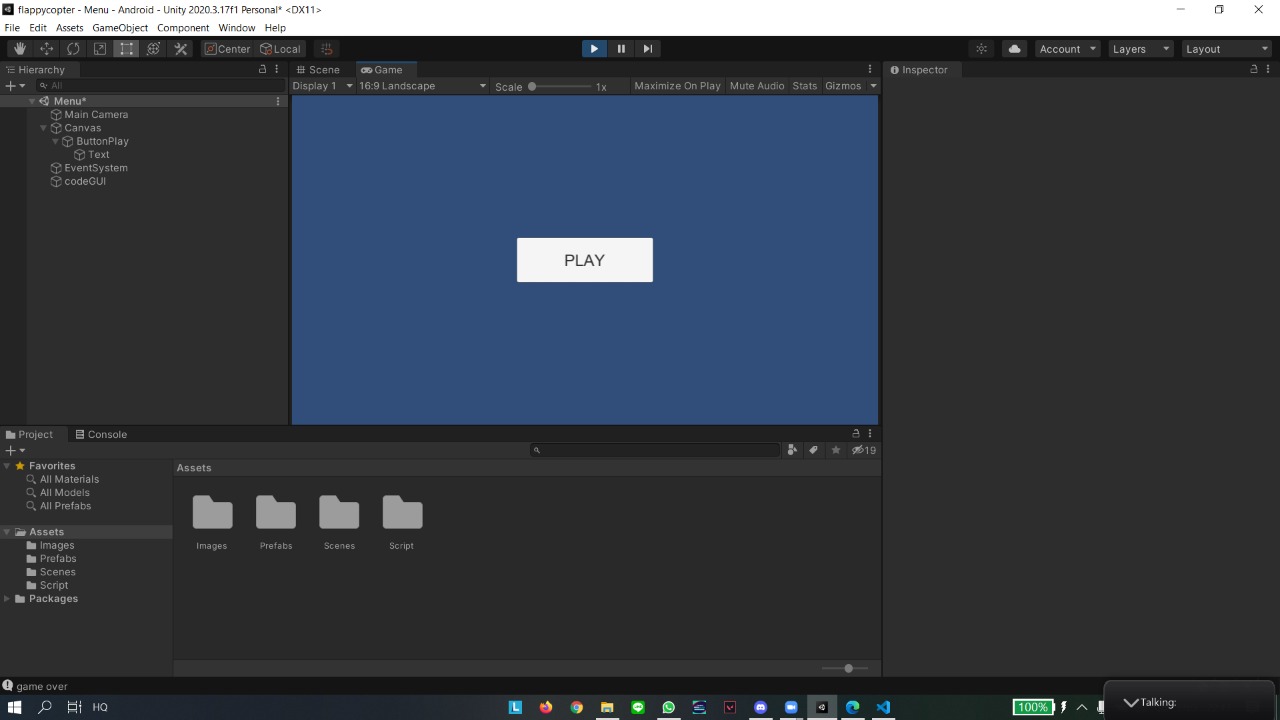 flappycopter - Menu - Android - Unity 2020.3.17f1 Personal* <DX11>
File Edit Assets GameObject Component Window Help
Center Local Account Layers Layout
Hierarchy Scene Game Inspector
All Display 1 16:9 Landscape Scale 1x Maximize On Play Mute Audio Stats Gizmos
Menu*
Main Camera
Canvas
ButtonPlay
Text
EventSystem
codeGUI
PLAY
Project Console
19
Favorites
All Materials
All Models
All Prefabs
Assets
Images
Prefabs
Scenes
Script
Packages
Assets
Images Prefabs Scenes Script
game over
HQ
100%
Talking: